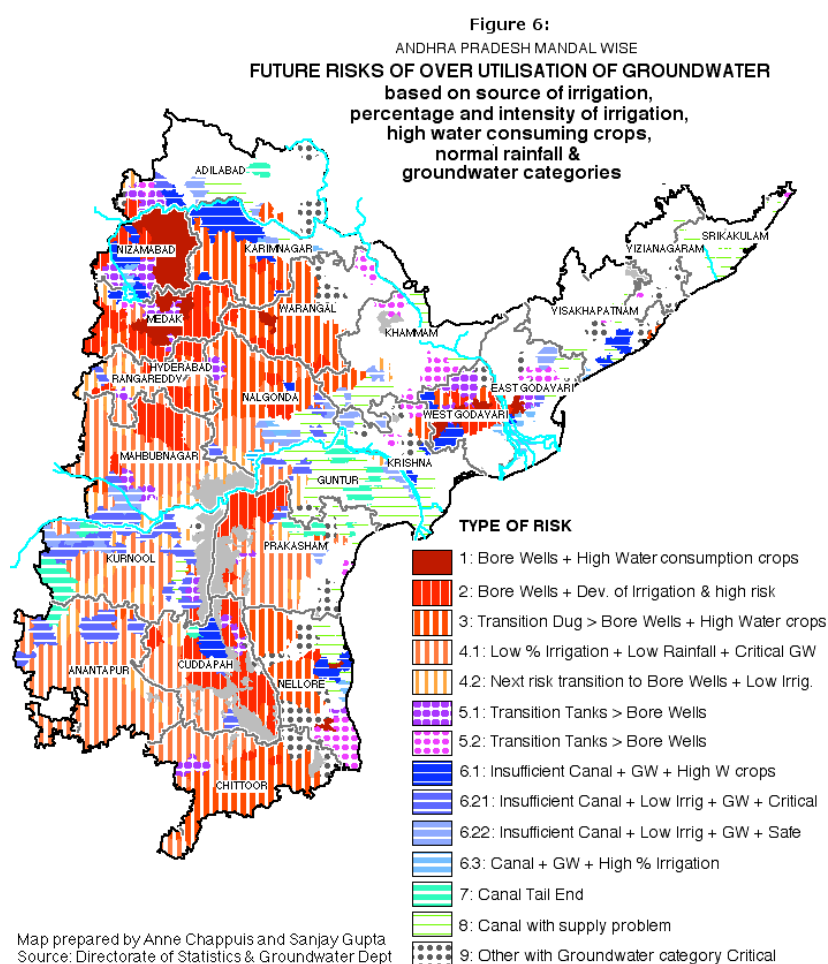 Figure 6:
ANDHRA PRADESH MANDAL WISE
FUTURE RISKS OF OVER UTILISATION OF GROUNDWATER
based on source of irrigation,
percentage and intensity of irrigation,
high water consuming crops,
normal rainfall &
groundwater categories
ADILABAD
SRIKAKULAM
YIZIANAGARAM
NIZAMABAD
KARIMNAGAR
YISAKHAPATNAM
WARANGAL
MEDAK
KHAMMAM
HYDERABAD
RANGAREDDY
EAST GODAYARI
NALGONDA
WEST GODAYARI
MAHBUBNAGAR
KRISHNA
GUNTUR
PRAKASHAM
KURNOOL
CUDDAPAH
ANANTAPUR
NELLORE
CHITTOOR
TYPE OF RISK
1: Bore Wells + High Water consumption crops
2: Bore Wells + Dev. of Irrigation & high risk
3: Transition Dug > Bore Wells + High Water crops
4.1: Low % Irrigation + Low Rainfall + Critical GW
4.2: Next risk transition to Bore Wells + Low Irrig.
5.1: Transition Tanks > Bore Wells
5.2: Transition Tanks > Bore Wells
6.1: Insufficient Canal + GW + High W crops
6.21: Insufficient Canal + Low Irrig + GW + Critical
6.22: Insufficient Canal + Low Irrig + GW + Safe
6.3: Canal + GW + High % Irrigation
7: Canal Tail End
8: Canal with supply problem
9: Other with Groundwater category Critical
Map prepared by Anne Chappuis and Sanjay Gupta
Source: Directorate of Statistics & Groundwater Dept